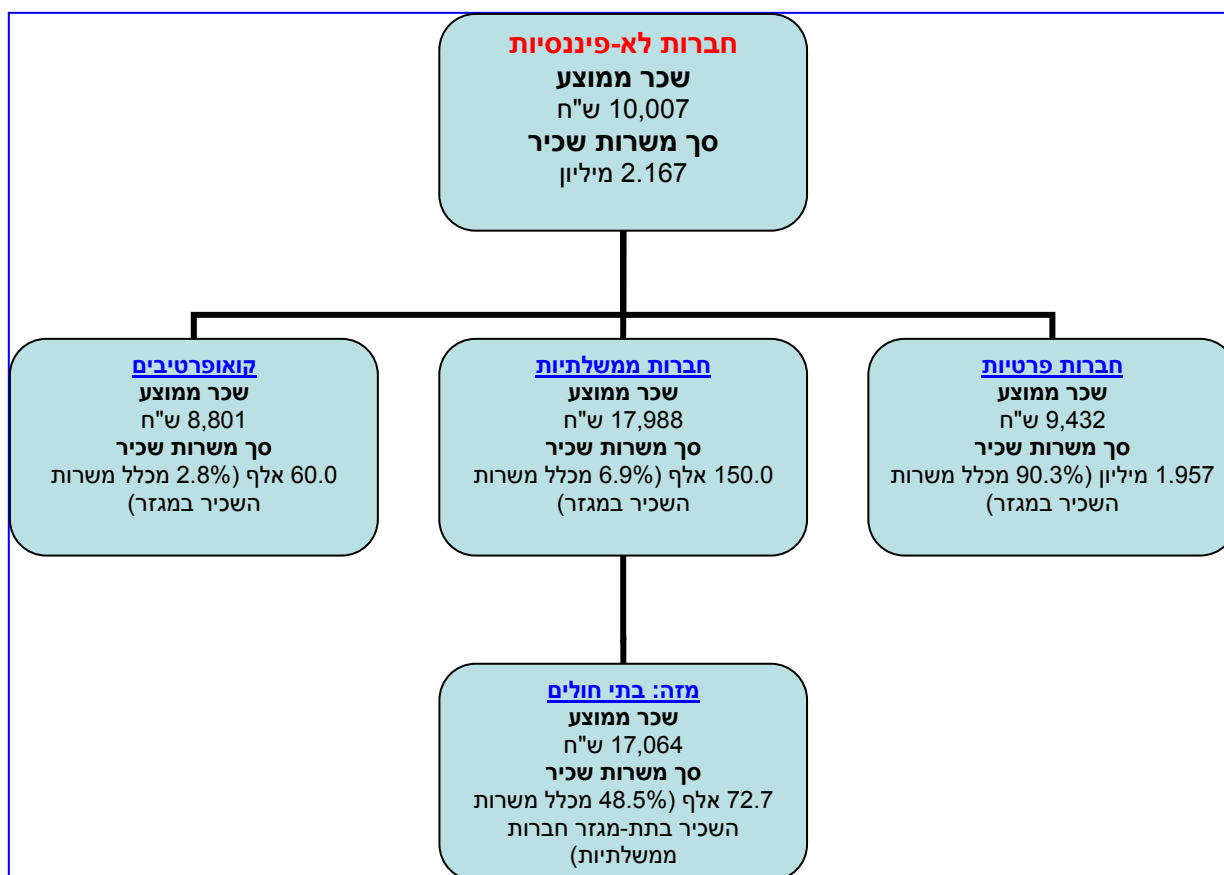 חברות לא-פיננסיות
שכר ממוצע
10,007 ש"ח
סך משרות שכיר
2.167 מיליון
חברות פרטיות
שכר ממוצע
9,432 ש"ח
סך משרות שכיר
1.957 מיליון (90.3% מכלל משרות
השכיר במגזר)
חברות ממשלתיות
שכר ממוצע
17,988 ש"ח
סך משרות שכיר
150.0 אלף (6.9% מכלל משרות
השכיר במגזר)
קואופרטיבים
שכר ממוצע
8,801 ש"ח
סך משרות שכיר
60.0 אלף (2.8% מכלל משרות
השכיר במגזר)
מזה: בתי חולים
שכר ממוצע
17,064 ש"ח
סך משרות שכיר
72.7 אלף (48.5% מכלל משרות
השכיר בתת-מגזר חברות
ממשלתיות)